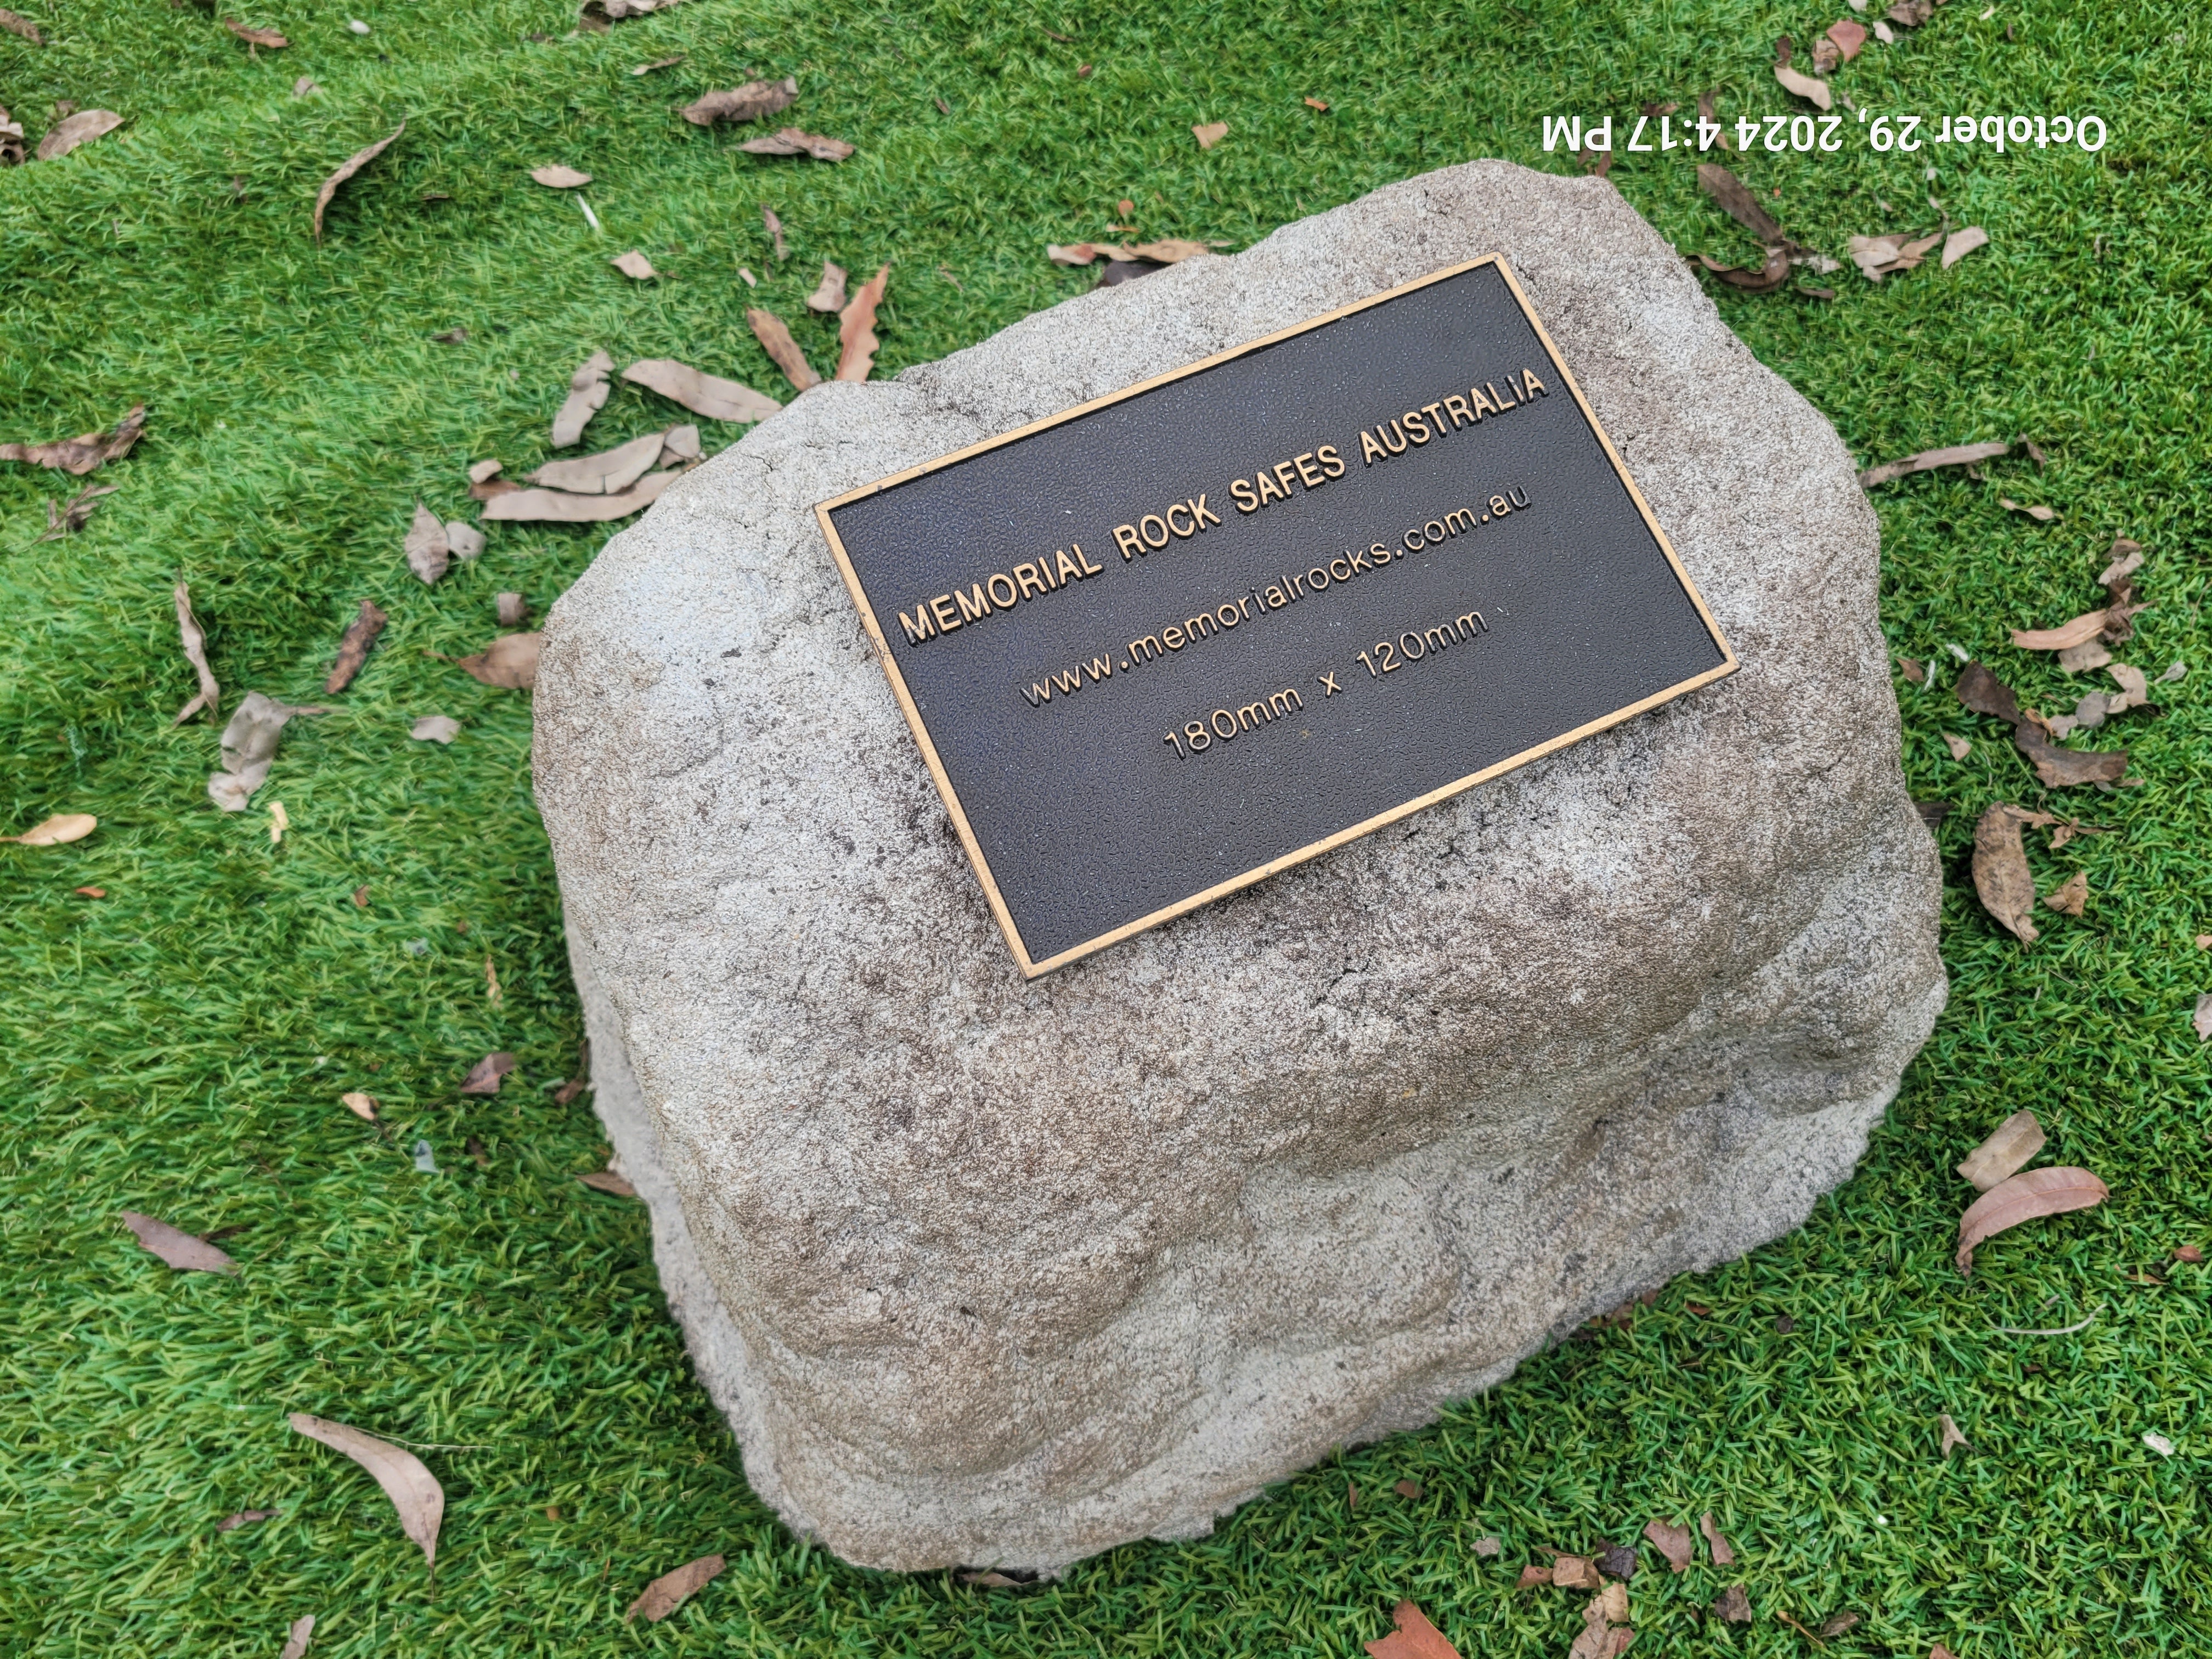 October 29, 2024 4:17 PM
MEMORIAL ROCK SAFES AUSTRALIA
www.memorialrocks.com.au
180mm x 120mm